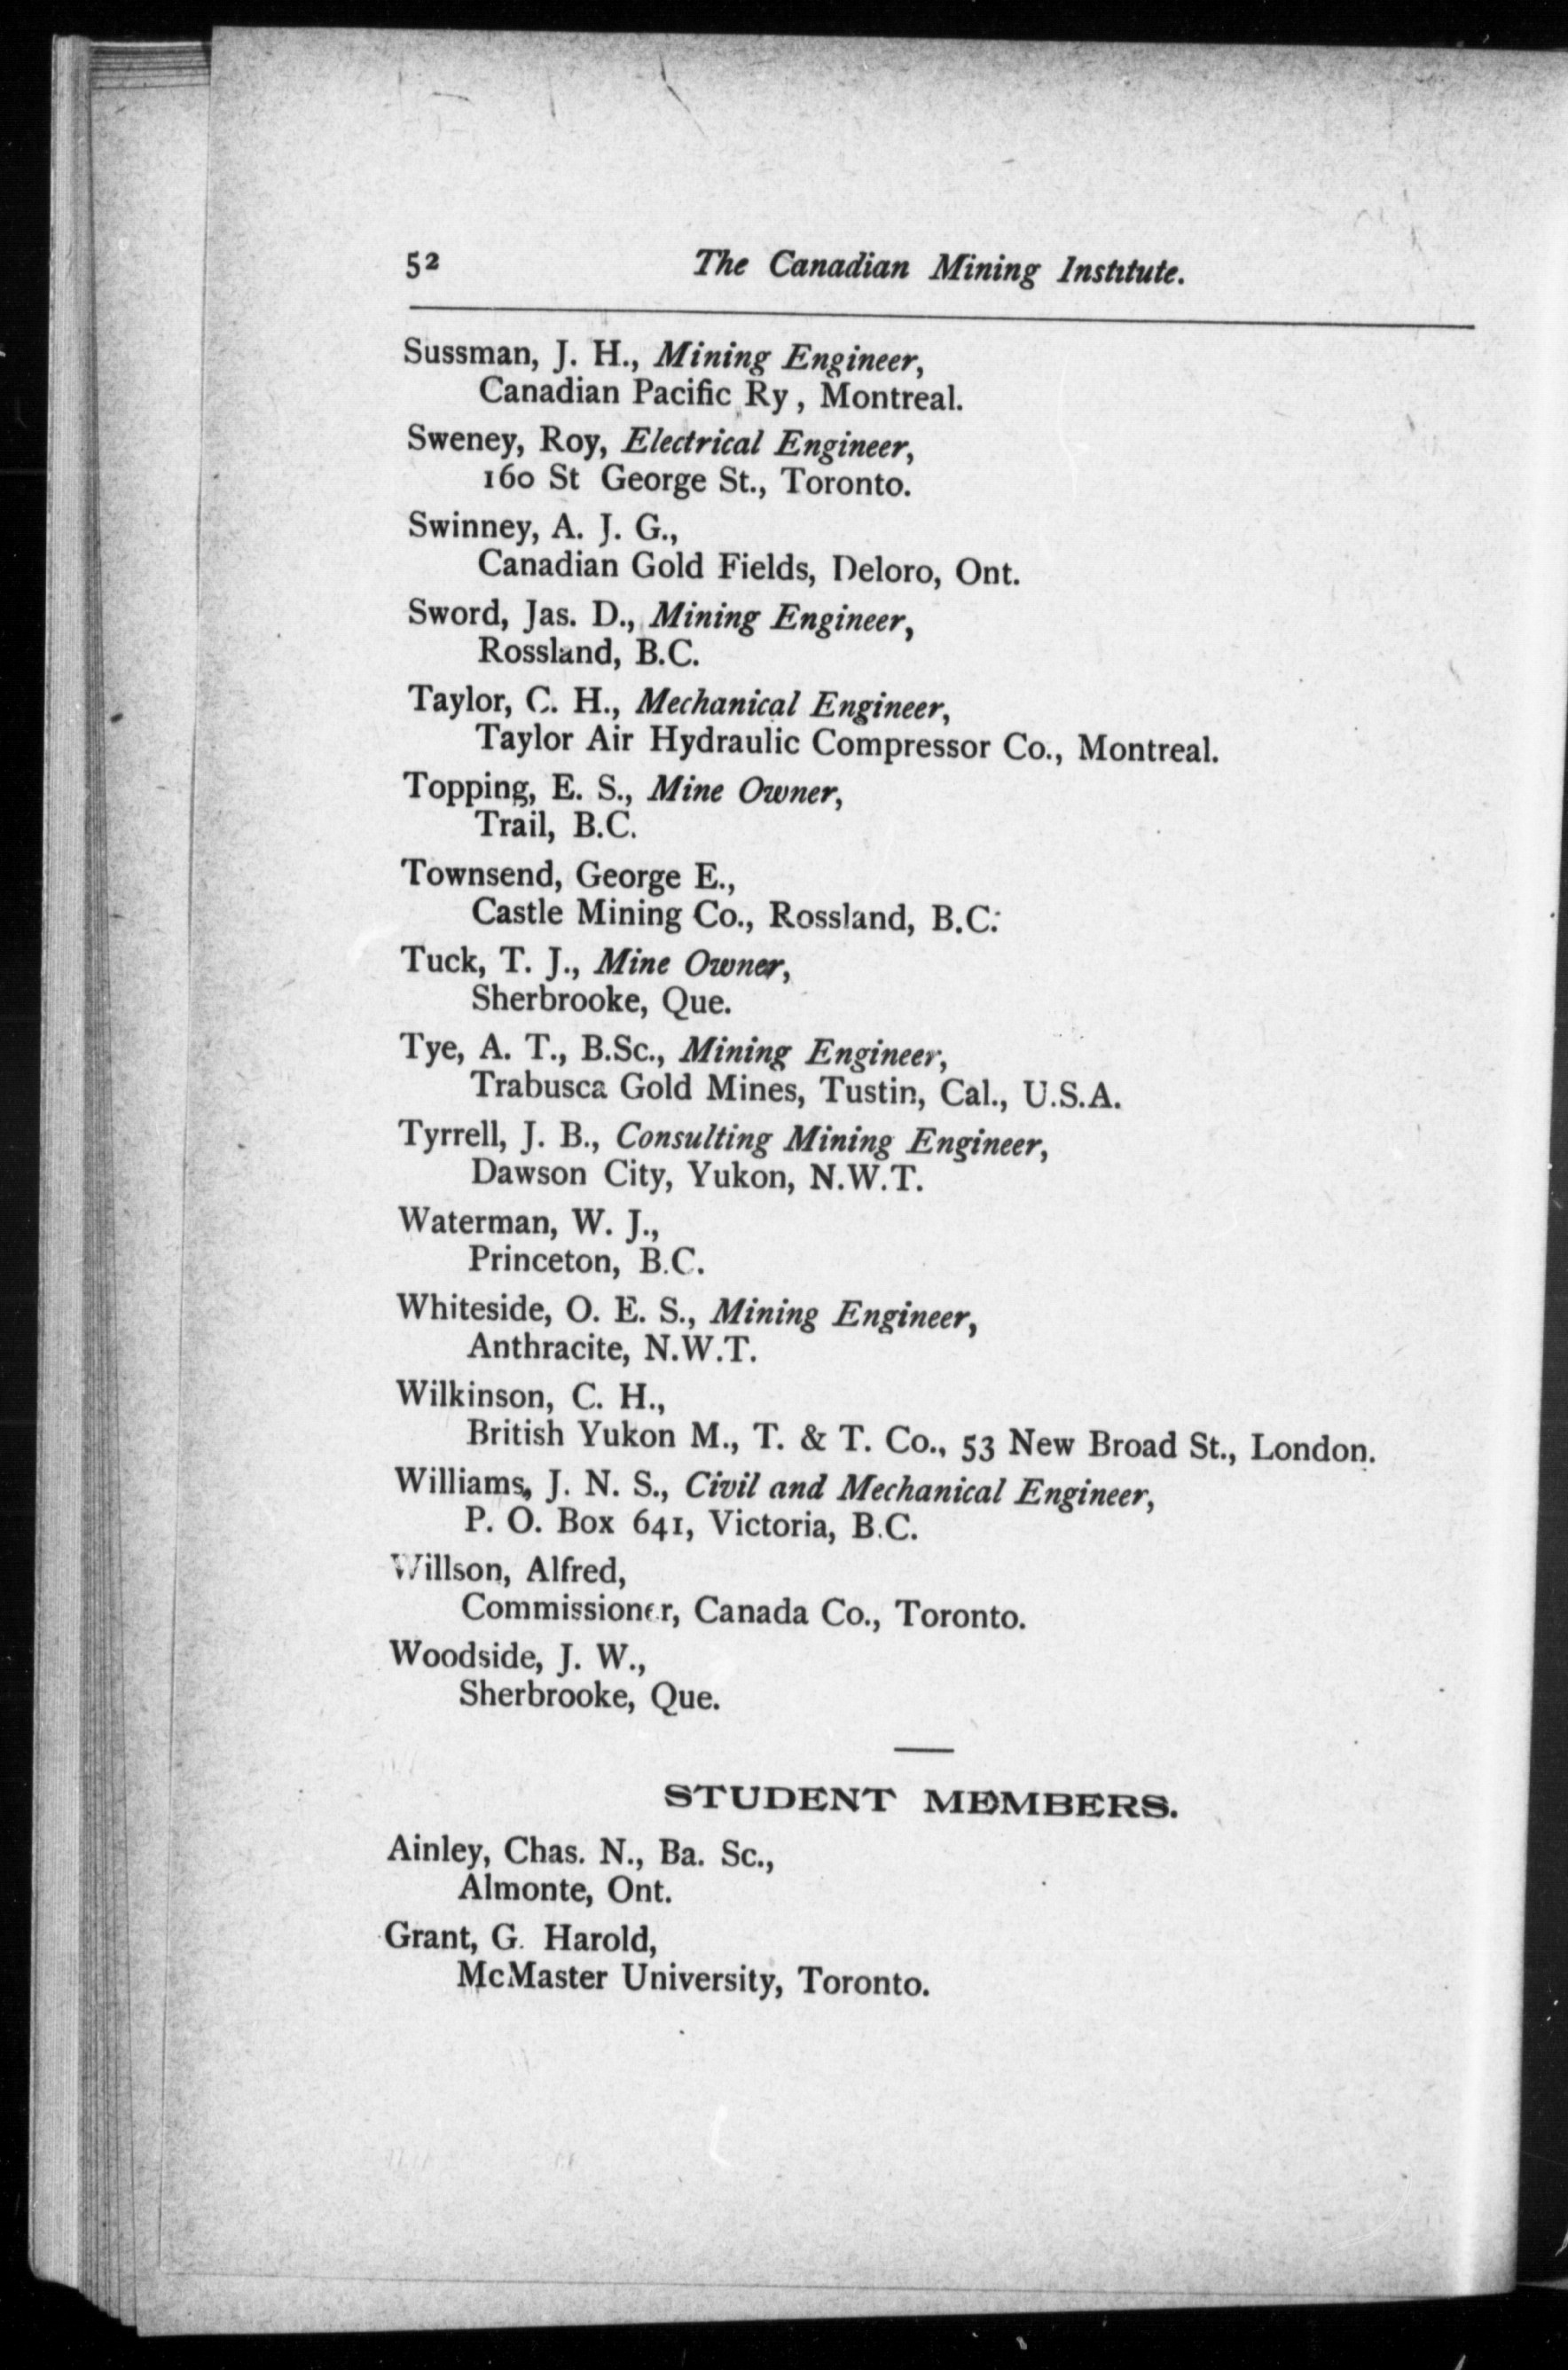 52 The Canadian Mining Institute.
Sussman, J. H., Mining Engineer,
Canadian Pacific Ry , Montreal.
Sweney, Roy, Electrical Engineer,
160 St George St., Toronto.
Swinney, A. J. G.,
Canadian Gold Fields, Deloro, Ont.
Sword, Jas. D., Mining Engineer,
Rossland, B.C.
Taylor, C. H., Mechanical Engineer,
Taylor Air Hydraulic Compressor Co., Montreal.
Topping, E. S., Mine Owner,
Trail, B.C.
Townsend, George E.,
Castle Mining Co., Rossland, B.C.
Tuck, T. J., Mine Owner,
Sherbrooke, Que.
Tye, A. T., B.Sc., Mining Engineer,
Trabusca Gold Mines, Tustin, Cal., U.S.A.
Tyrrell, J. B., Consulting Mining Engineer,
Dawson City, Yukon, N.W.T.
Waterman, W. J.,
Princeton, B.C.
Whiteside, O. E. S., Mining Engineer,
Anthracite, N.W.T.
Wilkinson, C. H.,
British Yukon M., T. & T. Co., 53 New Broad St., London.
Williams, J. N. S., Civil and Mechanical Engineer,
P. O. Box 641, Victoria, B.C.
Willson, Alfred,
Commissioner, Canada Co., Toronto.
Woodside, J. W.,
Sherbrooke, Que.
STUDENT MEMBERS.
Ainley, Chas. N., Ba. Sc.,
Almonte, Ont.
Grant, G. Harold,
McMaster University, Toronto.